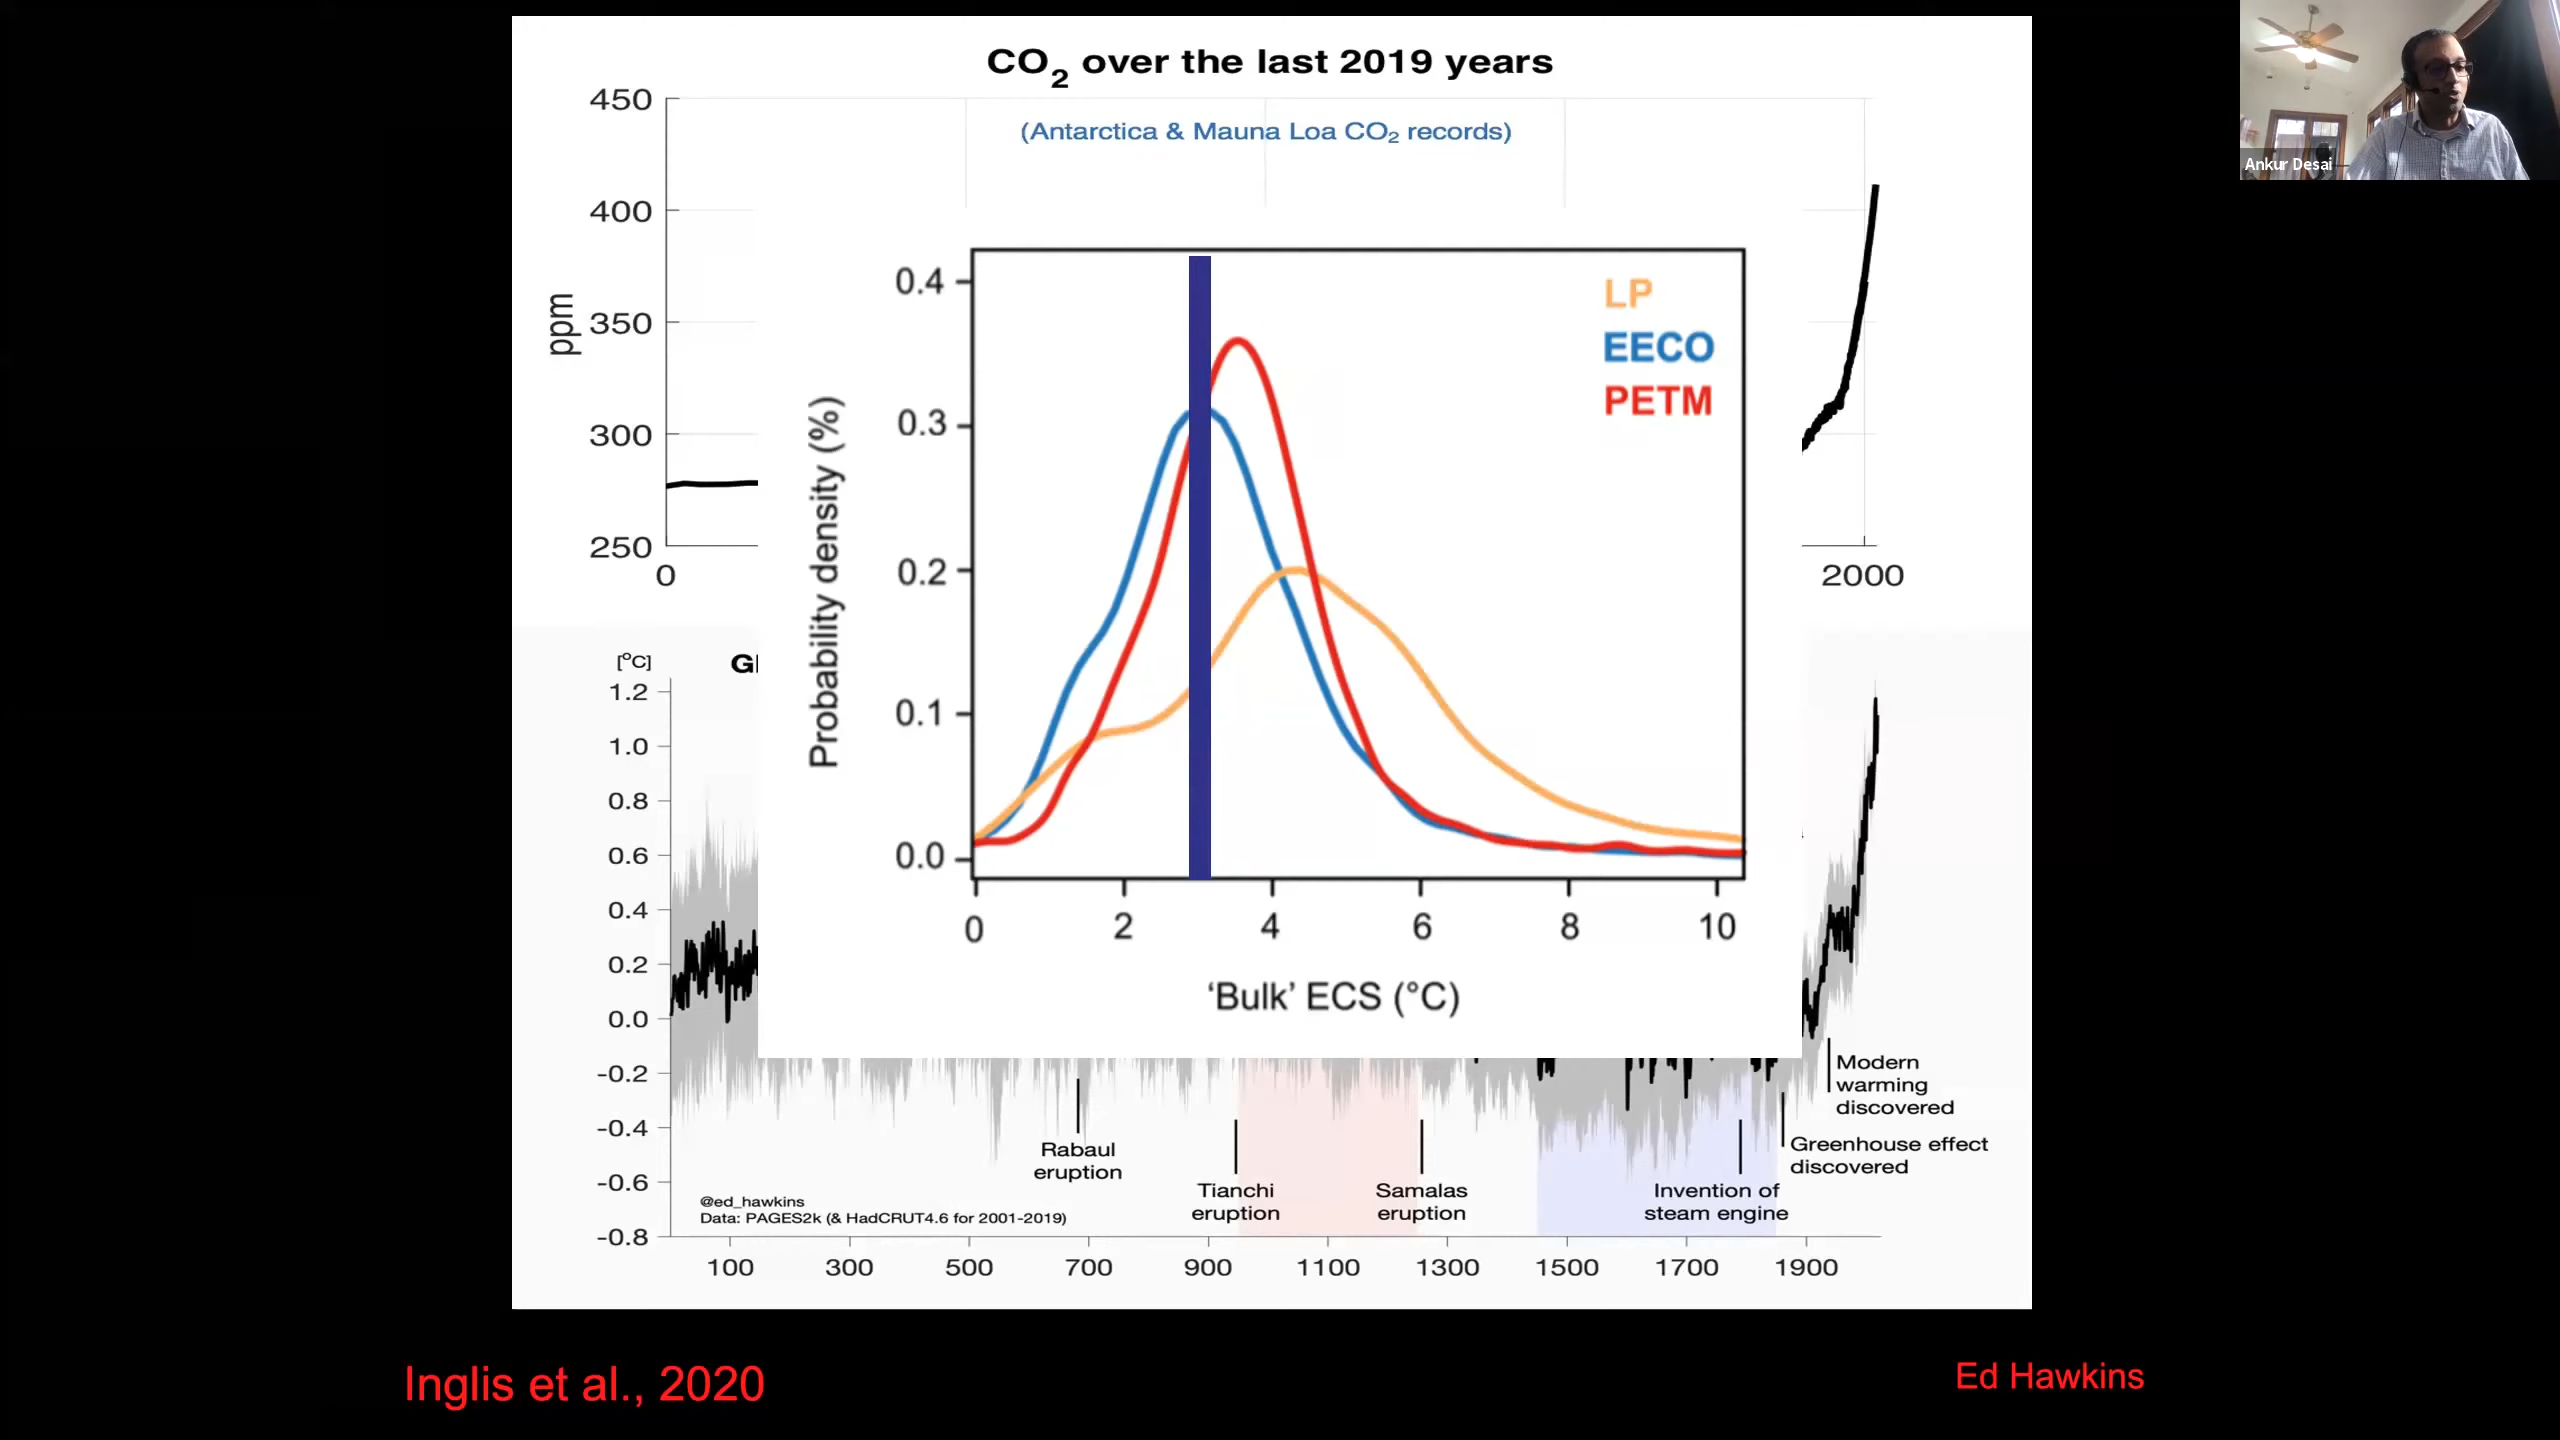 CO2 over the last 2019 years
(Antarctica & Mauna Loa CO2 records)
Ankur Desai
ppm
450
400
350
300
250
0
2000
LP
EECO
PETM
Probability density (%)
0.4
0.3
0.2
0.1
0.0
0
2
4
6
8
10
‘Bulk’ ECS (°C)
[°C]
1.2
1.0
0.8
0.6
0.4
0.2
0.0
-0.2
-0.4
-0.6
-0.8
Rabaul
eruption
Tianchi
eruption
Samalas
eruption
Invention of
steam engine
Modern
warming
discovered
Greenhouse effect
discovered
@ed_hawkins
Data: PAGES2k (& HadCRUT4.6 for 2001-2019)
100
300
500
700
900
1100
1300
1500
1700
1900
Inglis et al., 2020
Ed Hawkins